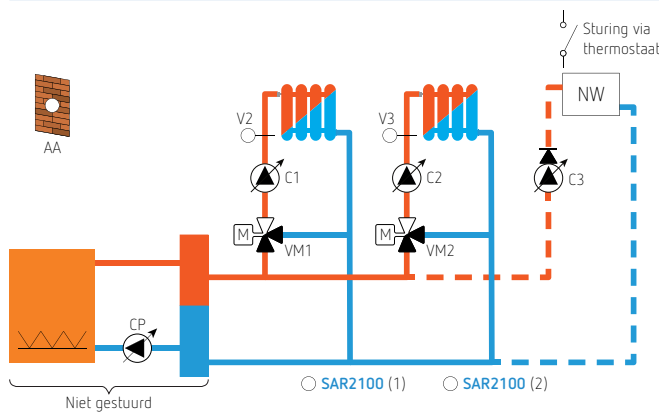 Sturing via
thermostaat
NW
AA
V2
V3
C1
C2
C3
M
VM1
M
VM2
CP
Niet gestuurd
SAR2100 (1)
SAR2100 (2)